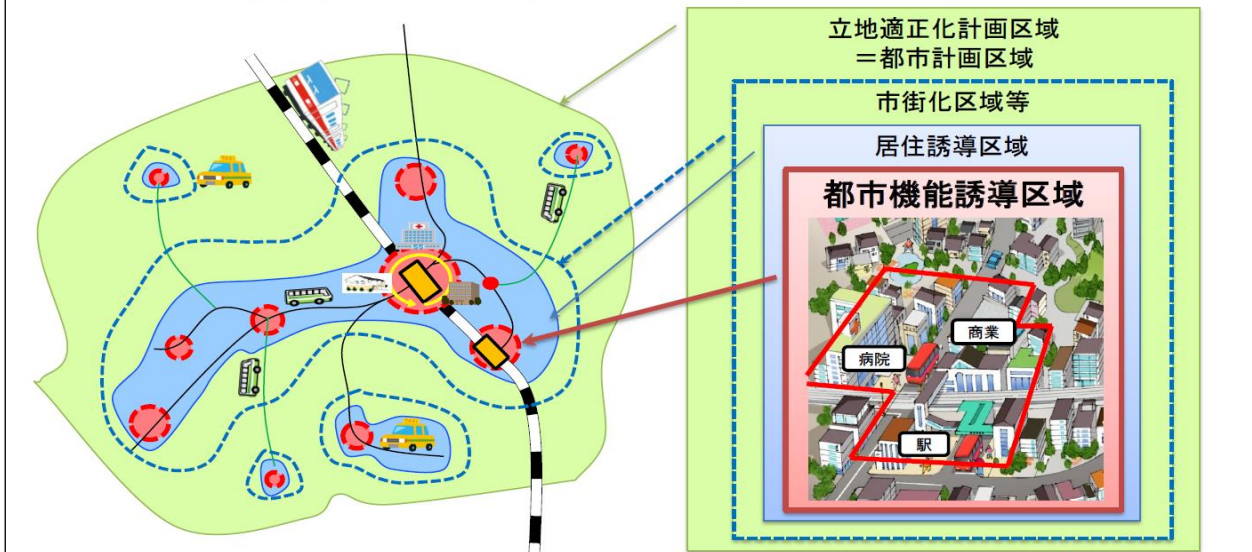 立地適正化計画区域
＝都市計画区域
市街化区域等
居住誘導区域
都市機能誘導区域
商業
病院
駅